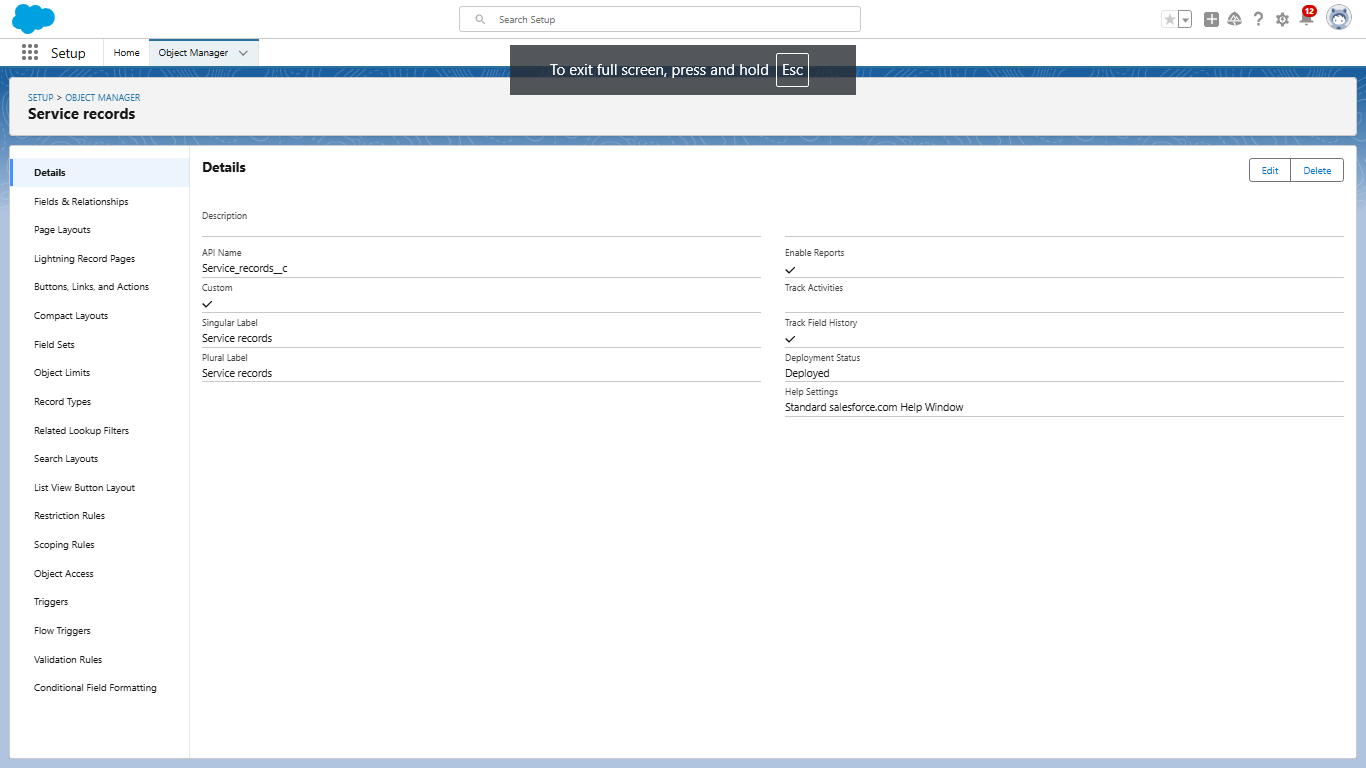 Search Setup
12
Setup
Home
Object Manager
To exit full screen, press and hold Esc
SETUP > OBJECT MANAGER
Service records
Details
Fields & Relationships
Page Layouts
Lightning Record Pages
Buttons, Links, and Actions
Compact Layouts
Field Sets
Object Limits
Record Types
Related Lookup Filters
Search Layouts
List View Button Layout
Restriction Rules
Scoping Rules
Object Access
Triggers
Flow Triggers
Validation Rules
Conditional Field Formatting
Details
Edit
Delete
Description
API Name
Service_records__c
Custom
Singular Label
Service records
Plural Label
Service records
Enable Reports
Track Activities
Track Field History
Deployment Status
Deployed
Help Settings
Standard salesforce.com Help Window